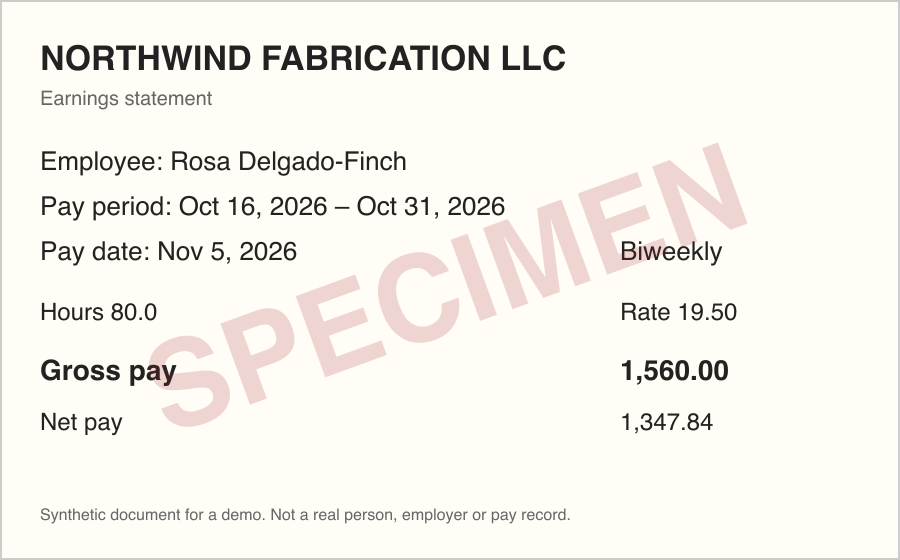 NORTHWIND FABRICATION LLC
Earnings statement
Employee: Rosa Delgado-Finch
Pay period: Oct 16, 2026 – Oct 31, 2026
Pay date: Nov 5, 2026 Biweekly
Hours 80.0 Rate 19.50
Gross pay 1,560.00
Net pay 1,347.84
SPECIMEN
Synthetic document for a demo. Not a real person, employer or pay record.